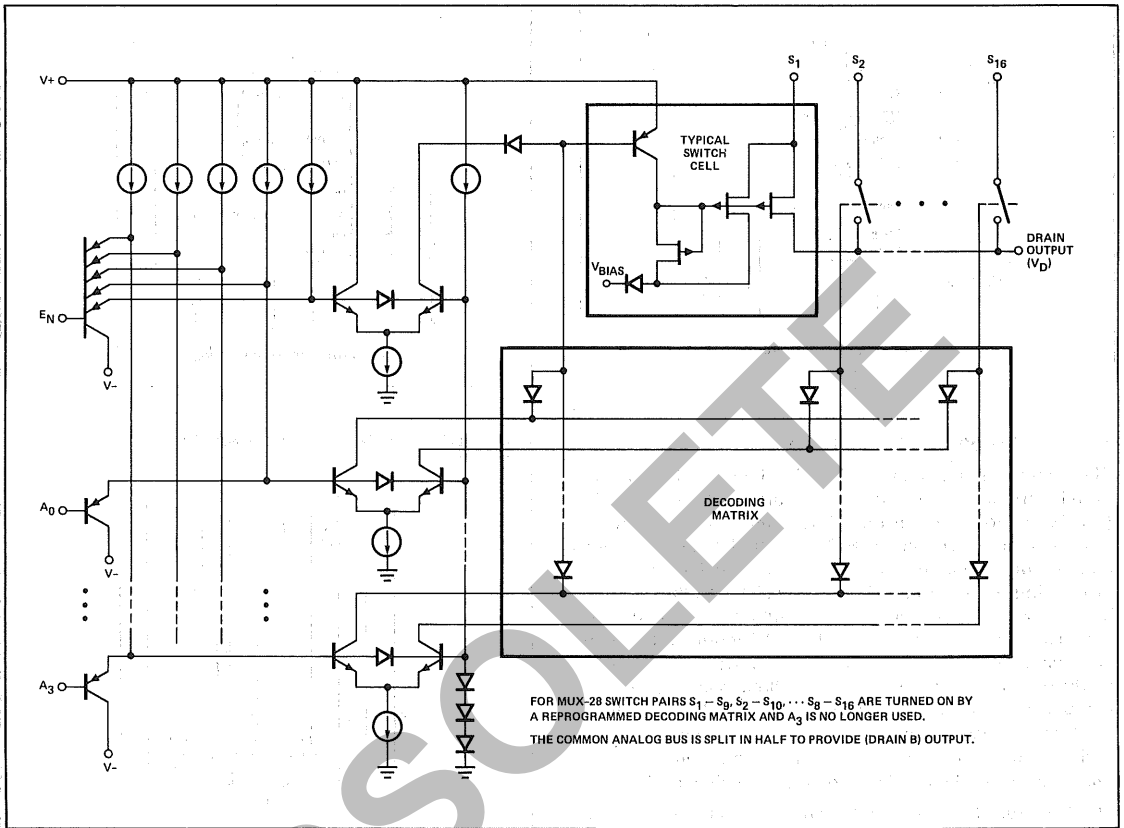 V+
S1
S2
S16
TYPICAL
SWITCH
CELL
DRAIN
OUTPUT
(VD)
VBIAS
EN
V–
A0
V–
DECODING
MATRIX
A3
V–
FOR MUX-28 SWITCH PAIRS S1 – S9, S2 – S10, ··· S8 – S16 ARE TURNED ON BY
A REPROGRAMMED DECODING MATRIX AND A3 IS NO LONGER USED.
THE COMMON ANALOG BUS IS SPLIT IN HALF TO PROVIDE (DRAIN B) OUTPUT.
OBSOLETE